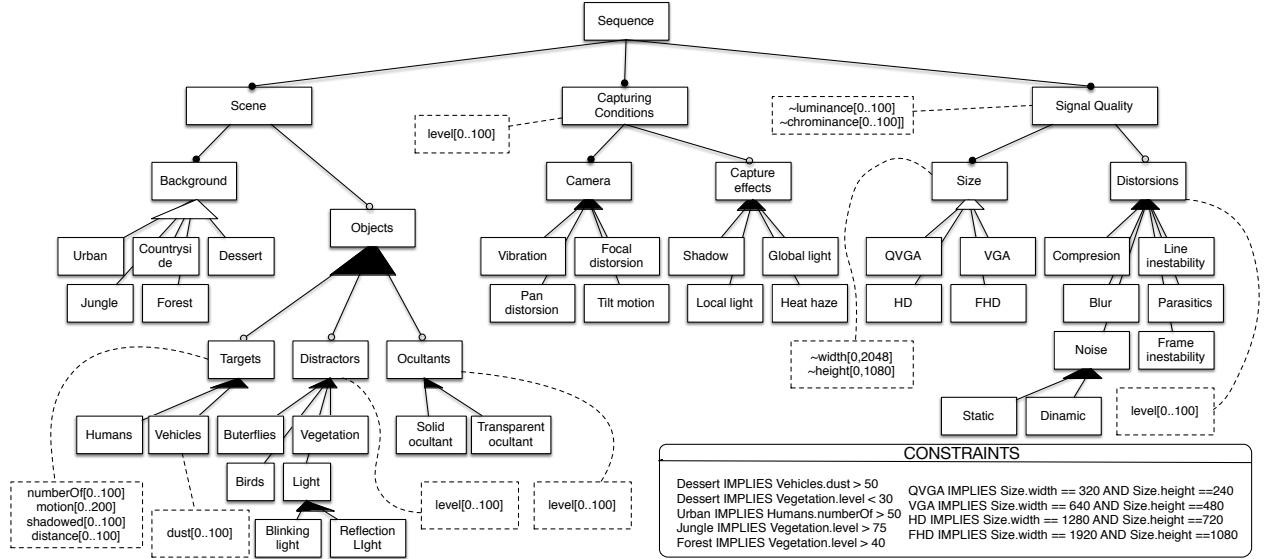 Sequence
Scene
Capturing
Conditions
Signal Quality
level[0..100]
~luminance[0..100]
~chrominance[0..100]]
Background
Objects
Camera
Capture
effects
Size
Distorsions
Urban
Countrysi
de
Dessert
Jungle
Forest
Vibration
Focal
distorsion
Pan
distorsion
Tilt motion
Shadow
Global light
Local light
Heat haze
QVGA
VGA
HD
FHD
Compresion
Line
inestability
Blur
Parasitics
Noise
Frame
inestability
Static
Dinamic
~width[0,2048]
~height[0,1080]
level[0..100]
Targets
Distractors
Ocultants
Humans
Vehicles
Buterflies
Vegetation
Solid
ocultant
Transparent
ocultant
Birds
Light
Blinking
light
Reflection
LIght
numberOf[0..100]
motion[0..200]
shadowed[0..100]
distance[0..100]
dust[0..100]
level[0..100]
level[0..100]
CONSTRAINTS
Dessert IMPLIES Vehicles.dust > 50
Dessert IMPLIES Vegetation.level < 30
Urban IMPLIES Humans.numberOf > 50
Jungle IMPLIES Vegetation.level > 75
Forest IMPLIES Vegetation.level > 40
QVGA IMPLIES Size.width == 320 AND Size.height ==240
VGA IMPLIES Size.width == 640 AND Size.height ==480
HD IMPLIES Size.width == 1280 AND Size.height ==720
FHD IMPLIES Size.width == 1920 AND Size.height ==1080